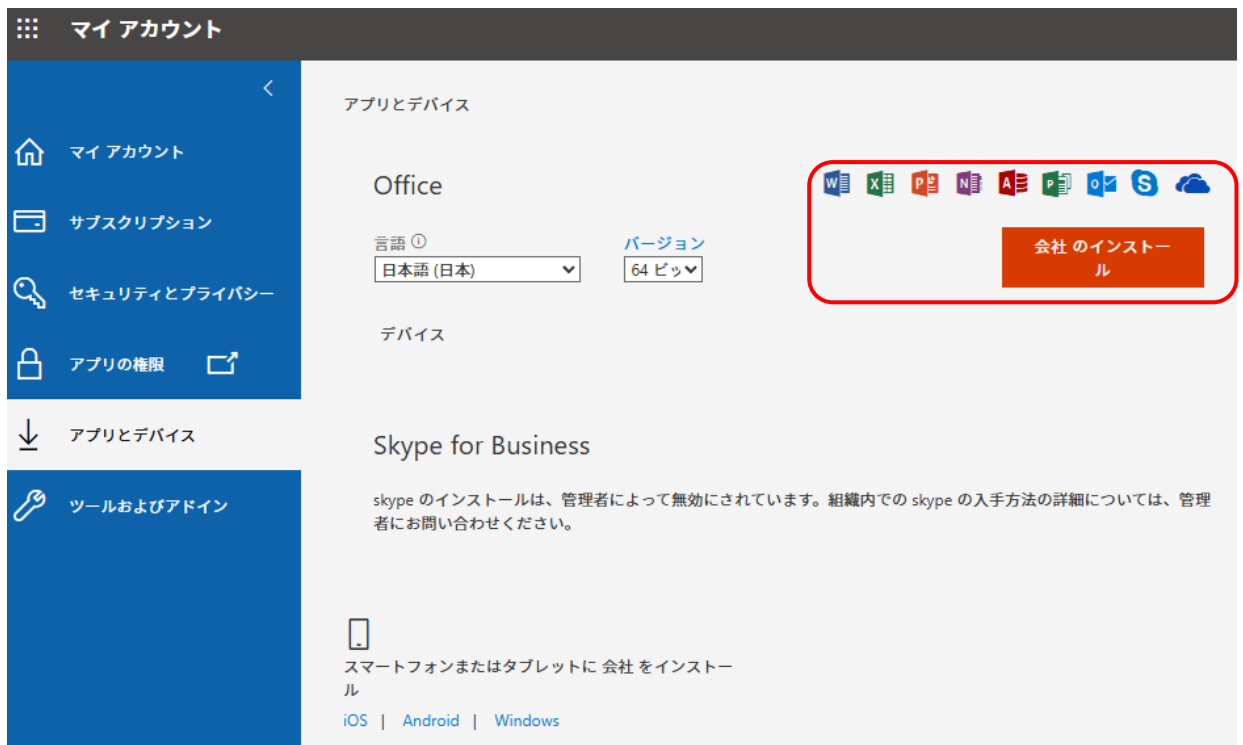 マイ アカウント
マイ アカウント
サブスクリプション
セキュリティとプライバシー
アプリの権限
アプリとデバイス
ツールおよびアドイン
アプリとデバイス
Office
言語
日本語 (日本)
バージョン
64 ビッ
会社 のインストー
ル
デバイス
Skype for Business
skype のインストールは、管理者によって無効にされています。組織内での skype の入手方法の詳細については、管理
者にお問い合わせください。
スマートフォンまたはタブレットに 会社 をインストー
ル
iOS | Android | Windows